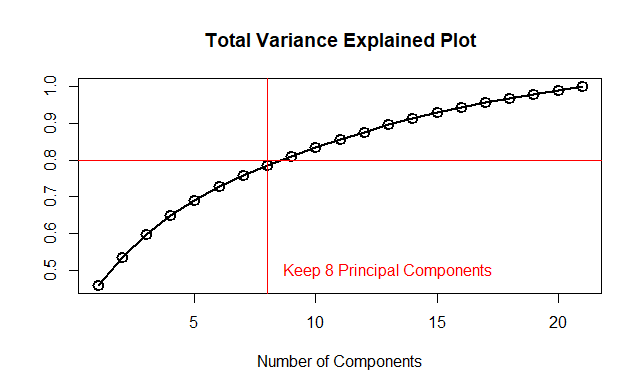 Total Variance Explained Plot
1.0
0.9
0.8
0.7
0.6
0.5
Keep 8 Principal Components
5 10 15 20
Number of Components